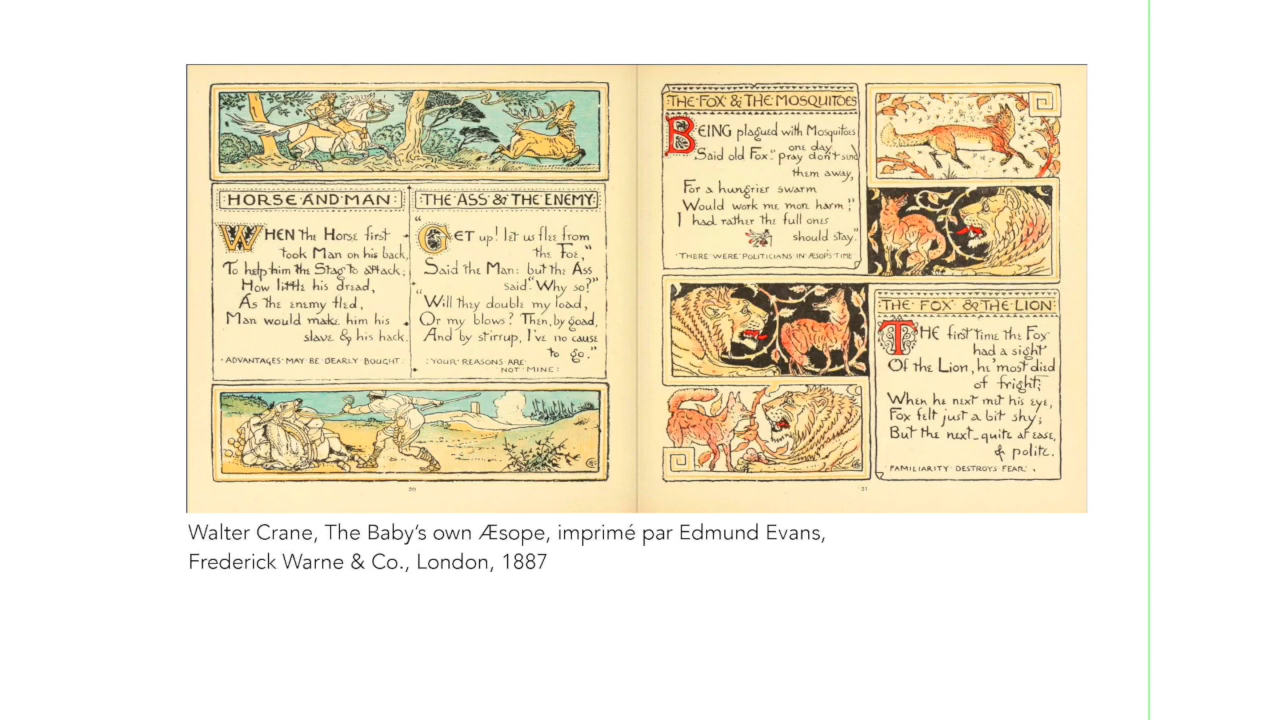 HORSE AND MAN
WHEN the Horse first
took Man on his back,
To help him the Stag to attack;
How little his dread,
As the enemy fled,
Man would make him his
slave & his hack.
·ADVANTAGES MAY BE DEARLY BOUGHT·
THE ASS & THE ENEMY
"GET up! let us flee from
the Foe,"
Said the Man: but the Ass
said, "Why so?"
"Will they double my load,
Or my blows? Then, by goad,
And by stirrup, I've no cause
to go."
:YOUR REASONS ARE
NOT MINE:
30
THE FOX & THE MOSQUITOES
BEING plagued with Mosquitoes
one day,
Said old Fox: "pray don't send
them away,
For a hungrier swarm
Would work me more harm;
I had rather the full ones
should stay."
·THERE WERE POLITICIANS IN ÆSOP'S TIME
THE FOX & THE LION
THE first time the Fox
had a sight
Of the Lion, he 'most died
of fright;
When he next met his eye,
Fox felt just a bit shy;
But the next_quite at ease,
& polite.
FAMILIARITY DESTROYS FEAR
31
Walter Crane, The Baby's own Æsope, imprimé par Edmund Evans,
Frederick Warne & Co., London, 1887